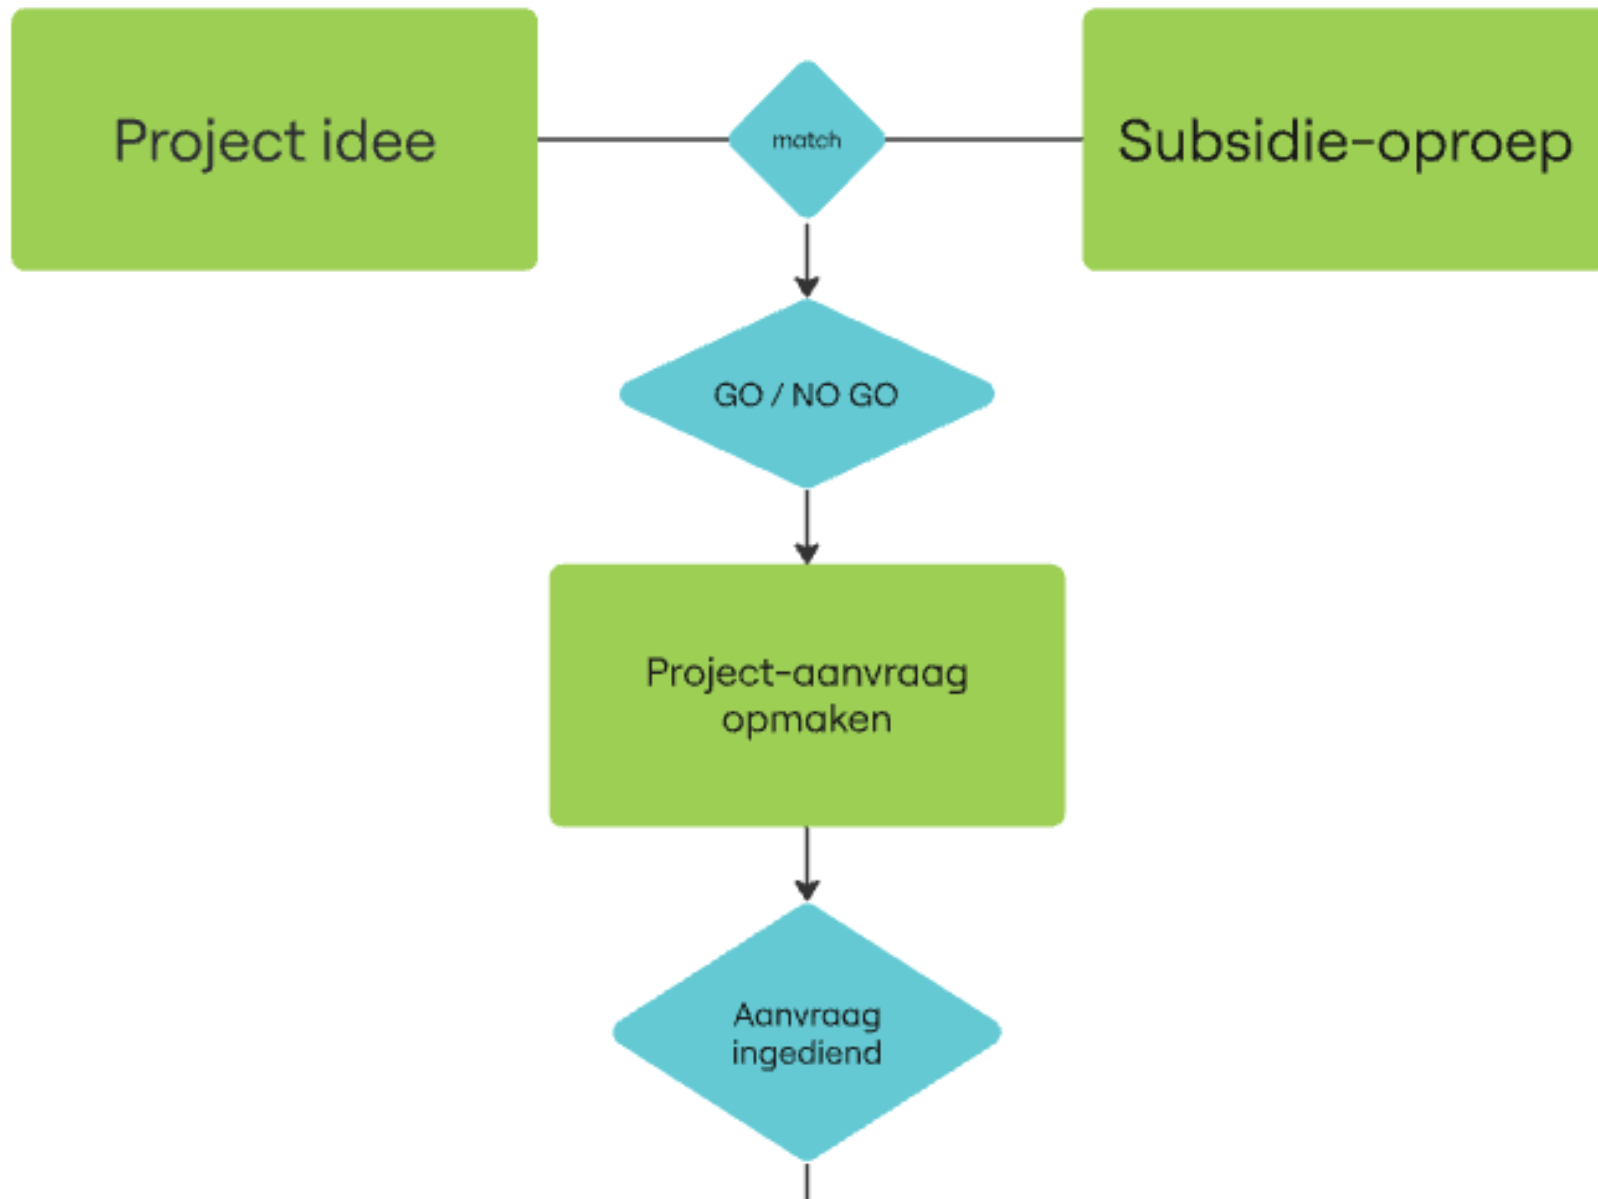 Project idee
match
Subsidie-oproep
GO / NO GO
Project-aanvraag
opmaken
Aanvraag
ingediend